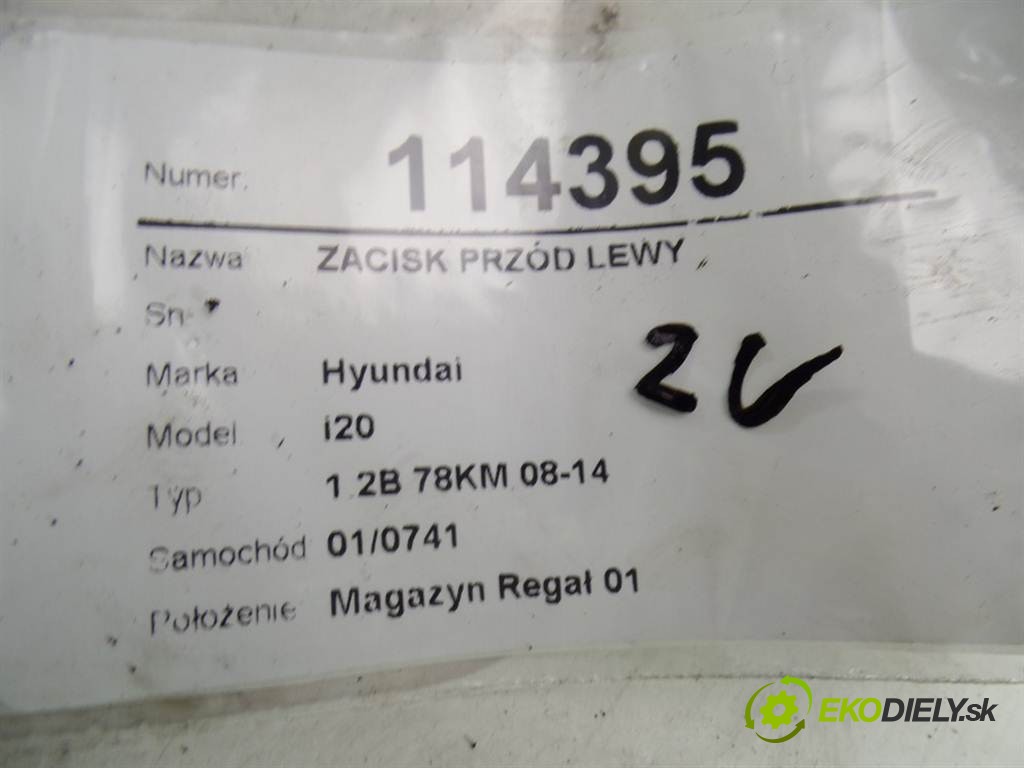 Numer. 114395
Nazwa ZACISK PRZÓD LEWY
Sn
Marka Hyundai
Model i20
Typ 1.2B 78KM 08-14
Samochód 01/0741
Położenie Magazyn Regał 01
EKODIELY.sk